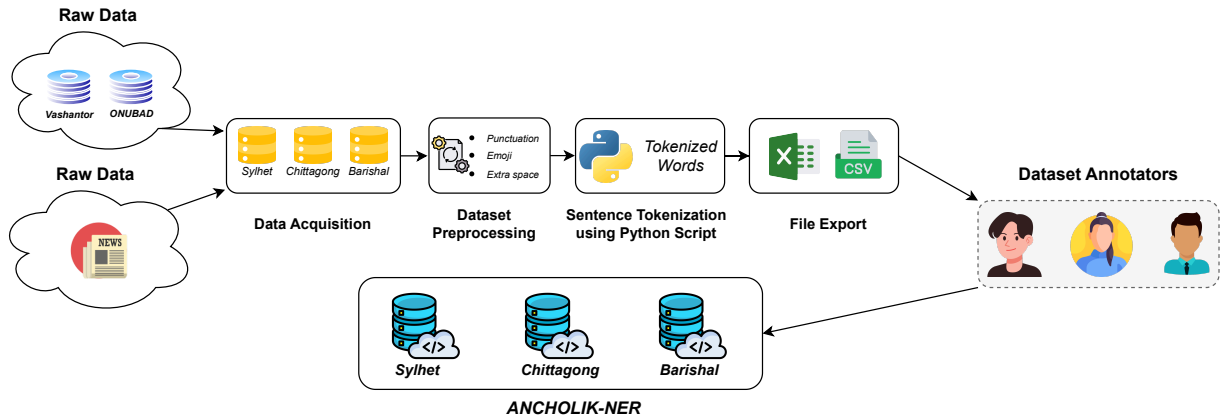 Raw Data
Vashantor
ONUBAD
Raw Data
NEWS
Sylhet
Chittagong
Barishal
Data Acquisition
Punctuation
Emoji
Extra space
Dataset
Preprocessing
Tokenized
Words
Sentence Tokenization
using Python Script
X
CSV
File Export
Dataset Annotators
</>
Sylhet
</>
Chittagong
</>
Barishal
ANCHOLIK-NER